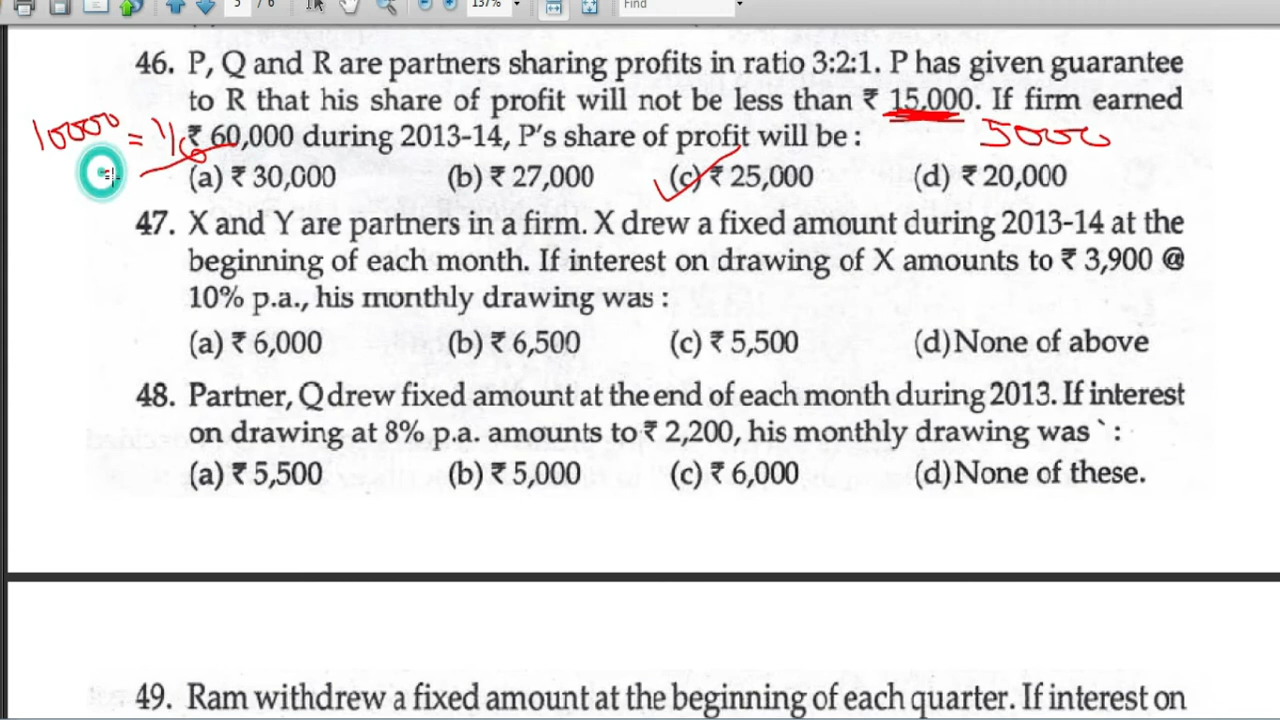 5 / 6 137% Find
46. P, Q and R are partners sharing profits in ratio 3:2:1. P has given guarantee
to R that his share of profit will not be less than ₹ 15,000. If firm earned
10000 = 1/6 ₹ 60,000 during 2013-14, P's share of profit will be : 5000
(a) ₹ 30,000 (b) ₹ 27,000 (c) ₹ 25,000 (d) ₹ 20,000
47. X and Y are partners in a firm. X drew a fixed amount during 2013-14 at the
beginning of each month. If interest on drawing of X amounts to ₹ 3,900 @
10% p.a., his monthly drawing was :
(a) ₹ 6,000 (b) ₹ 6,500 (c) ₹ 5,500 (d) None of above
48. Partner, Q drew fixed amount at the end of each month during 2013. If interest
on drawing at 8% p.a. amounts to ₹ 2,200, his monthly drawing was ` :
(a) ₹ 5,500 (b) ₹ 5,000 (c) ₹ 6,000 (d) None of these.
49. Ram withdrew a fixed amount at the beginning of each quarter. If interest on